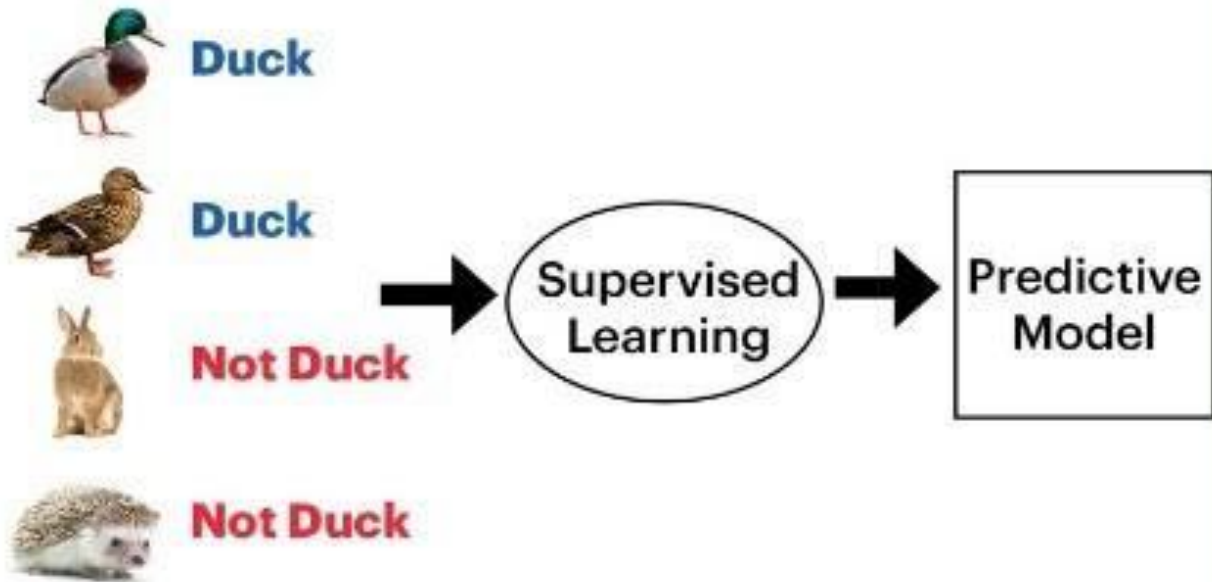 Duck
Duck
Not Duck
Not Duck
Supervised
Learning
Predictive
Model